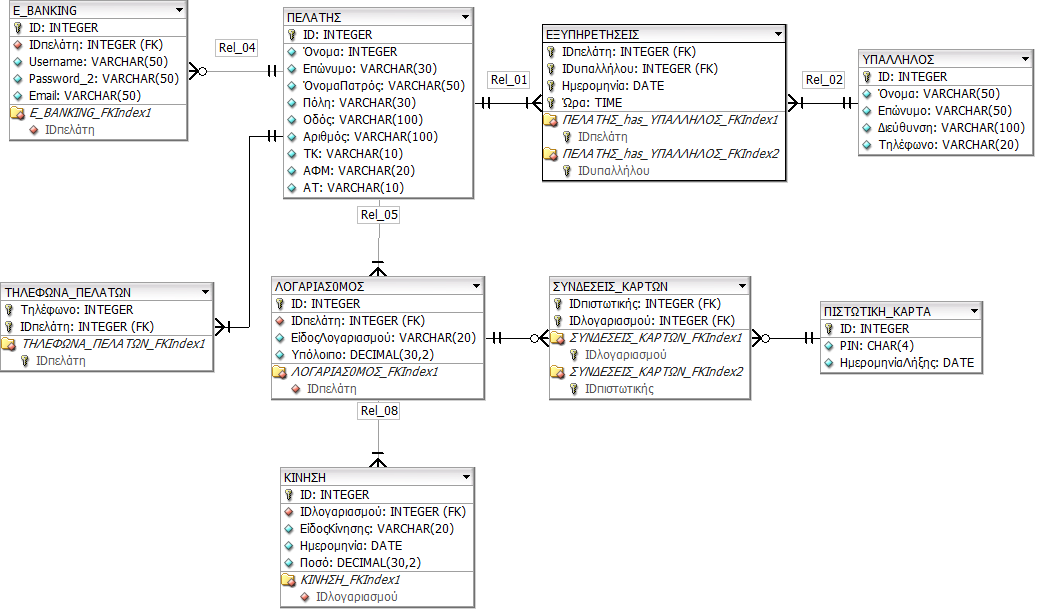 E_BANKING
ID: INTEGER
IDπελάτη: INTEGER (FK)
Username: VARCHAR(50)
Password_2: VARCHAR(50)
Email: VARCHAR(50)
E_BANKING_FKIndex1
IDπελάτη
Rel_04
ΠΕΛΑΤΗΣ
ID: INTEGER
Όνομα: INTEGER
Επώνυμο: VARCHAR(30)
ΌνομαΠατρός: VARCHAR(50)
Πόλη: VARCHAR(30)
Οδός: VARCHAR(100)
Αριθμός: VARCHAR(100)
ΤΚ: VARCHAR(10)
ΑΦΜ: VARCHAR(20)
ΑΤ: VARCHAR(10)
Rel_01
ΕΞΥΠΗΡΕΤΗΣΕΙΣ
IDπελάτη: INTEGER (FK)
IDυπαλλήλου: INTEGER (FK)
Ημερομηνία: DATE
Ώρα: TIME
ΠΕΛΑΤΗΣ_has_ΥΠΑΛΛΗΛΟΣ_FKIndex1
IDπελάτη
ΠΕΛΑΤΗΣ_has_ΥΠΑΛΛΗΛΟΣ_FKIndex2
IDυπαλλήλου
Rel_02
ΥΠΑΛΛΗΛΟΣ
ID: INTEGER
Όνομα: VARCHAR(50)
Επώνυμο: VARCHAR(50)
Διεύθυνση: VARCHAR(100)
Τηλέφωνο: VARCHAR(20)
Rel_05
ΤΗΛΕΦΩΝΑ_ΠΕΛΑΤΩΝ
Τηλέφωνο: INTEGER
IDπελάτη: INTEGER (FK)
ΤΗΛΕΦΩΝΑ_ΠΕΛΑΤΩΝ_FKIndex1
IDπελάτη
ΛΟΓΑΡΙΑΣ0ΜΟΣ
ID: INTEGER
IDπελάτη: INTEGER (FK)
ΕίδοςΛογαριασμού: VARCHAR(20)
Υπόλοιπο: DECIMAL(30,2)
ΛΟΓΑΡΙΑΣ0ΜΟΣ_FKIndex1
IDπελάτη
ΣΥΝΔΕΣΕΙΣ_ΚΑΡΤΩΝ
IDπιστωτικής: INTEGER (FK)
IDλογαριασμού: INTEGER (FK)
ΣΥΝΔΕΣΕΙΣ_ΚΑΡΤΩΝ_FKIndex1
IDλογαριασμού
ΣΥΝΔΕΣΕΙΣ_ΚΑΡΤΩΝ_FKIndex2
IDπιστωτικής
ΠΙΣΤΩΤΙΚΗ_ΚΑΡΤΑ
ID: INTEGER
PIN: CHAR(4)
ΗμερομηνίαΛήξης: DATE
Rel_08
ΚΙΝΗΣΗ
ID: INTEGER
IDλογαριασμού: INTEGER (FK)
ΕίδοςΚίνησης: VARCHAR(20)
Ημερομηνία: DATE
Ποσό: DECIMAL(30,2)
ΚΙΝΗΣΗ_FKIndex1
IDλογαριασμού